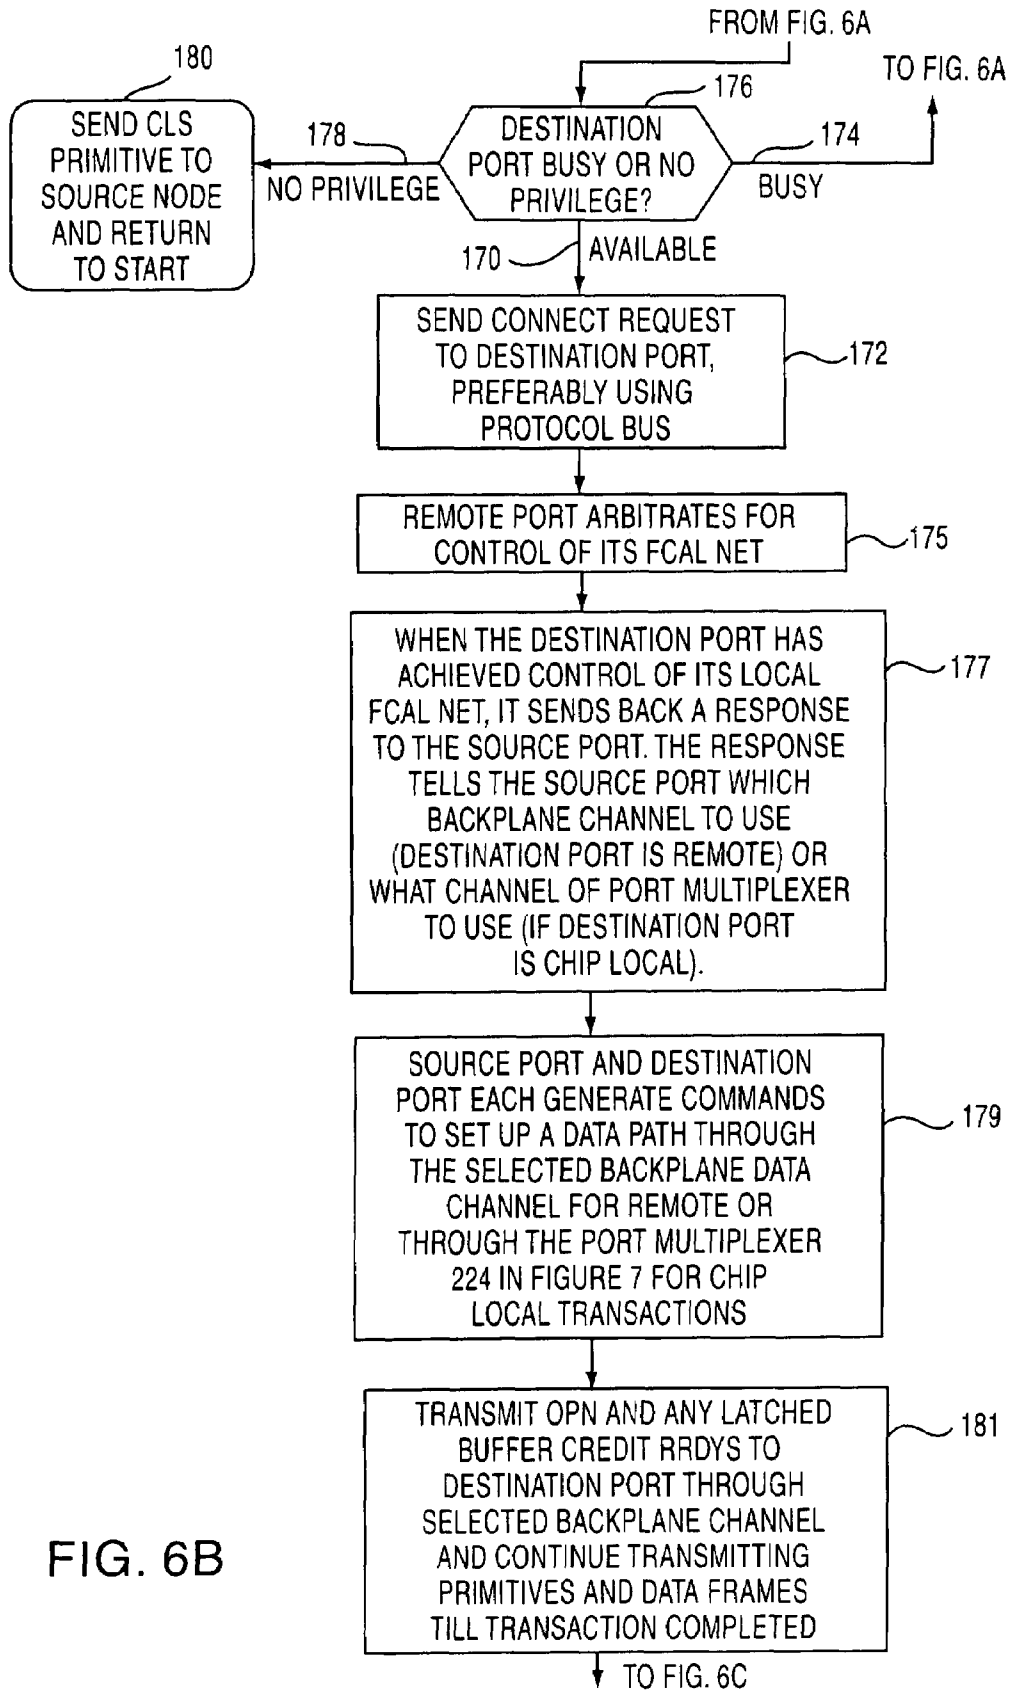 FROM FIG. 6A
TO FIG. 6A
180
176
SEND CLS
PRIMITIVE TO
SOURCE NODE
AND RETURN
TO START
178
NO PRIVILEGE
DESTINATION
PORT BUSY OR NO
PRIVILEGE?
174
BUSY
170
AVAILABLE
SEND CONNECT REQUEST
TO DESTINATION PORT,
PREFERABLY USING
PROTOCOL BUS
172
REMOTE PORT ARBITRATES FOR
CONTROL OF ITS FCAL NET
175
WHEN THE DESTINATION PORT HAS
ACHIEVED CONTROL OF ITS LOCAL
FCAL NET, IT SENDS BACK A RESPONSE
TO THE SOURCE PORT. THE RESPONSE
TELLS THE SOURCE PORT WHICH
BACKPLANE CHANNEL TO USE
(DESTINATION PORT IS REMOTE) OR
WHAT CHANNEL OF PORT MULTIPLEXER
TO USE (IF DESTINATION PORT
IS CHIP LOCAL).
177
SOURCE PORT AND DESTINATION
PORT EACH GENERATE COMMANDS
TO SET UP A DATA PATH THROUGH
THE SELECTED BACKPLANE DATA
CHANNEL FOR REMOTE OR
THROUGH THE PORT MULTIPLEXER
224 IN FIGURE 7 FOR CHIP
LOCAL TRANSACTIONS
179
TRANSMIT OPN AND ANY LATCHED
BUFFER CREDIT RRDYS TO
DESTINATION PORT THROUGH
SELECTED BACKPLANE CHANNEL
AND CONTINUE TRANSMITTING
PRIMITIVES AND DATA FRAMES
TILL TRANSACTION COMPLETED
181
FIG. 6B
TO FIG. 6C